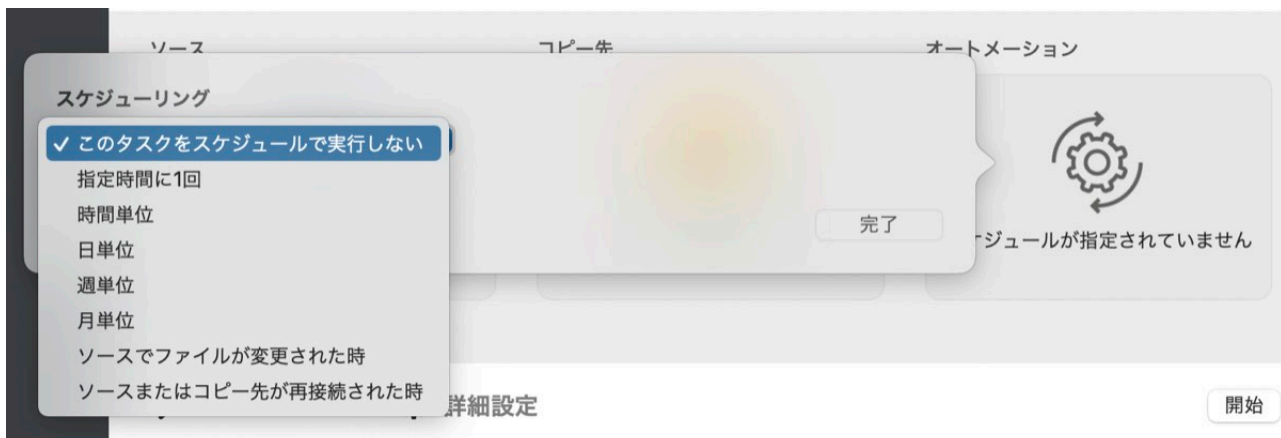 ソース
コピー先
オートメーション
スケジューリング
✓ このタスクをスケジュールで実行しない
指定時間に1回
時間単位
日単位
週単位
月単位
ソースでファイルが変更された時
ソースまたはコピー先が再接続された時
完了
ジュールが指定されていません
詳細設定
開始